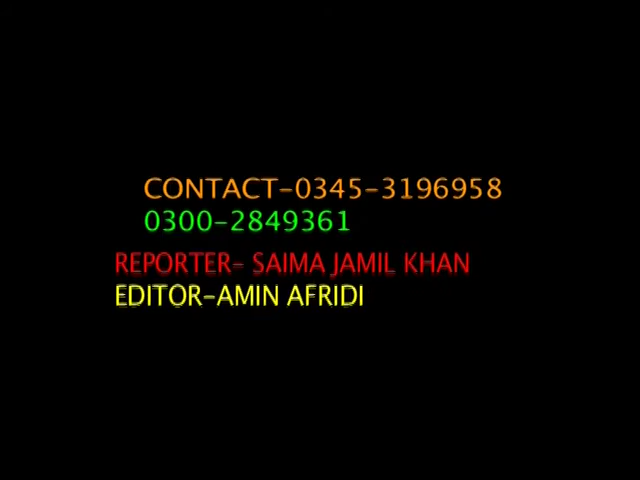 CONTACT-0345-3196958
0300-2849361
REPORTER- SAIMA JAMIL KHAN
EDITOR-AMIN AFRIDI